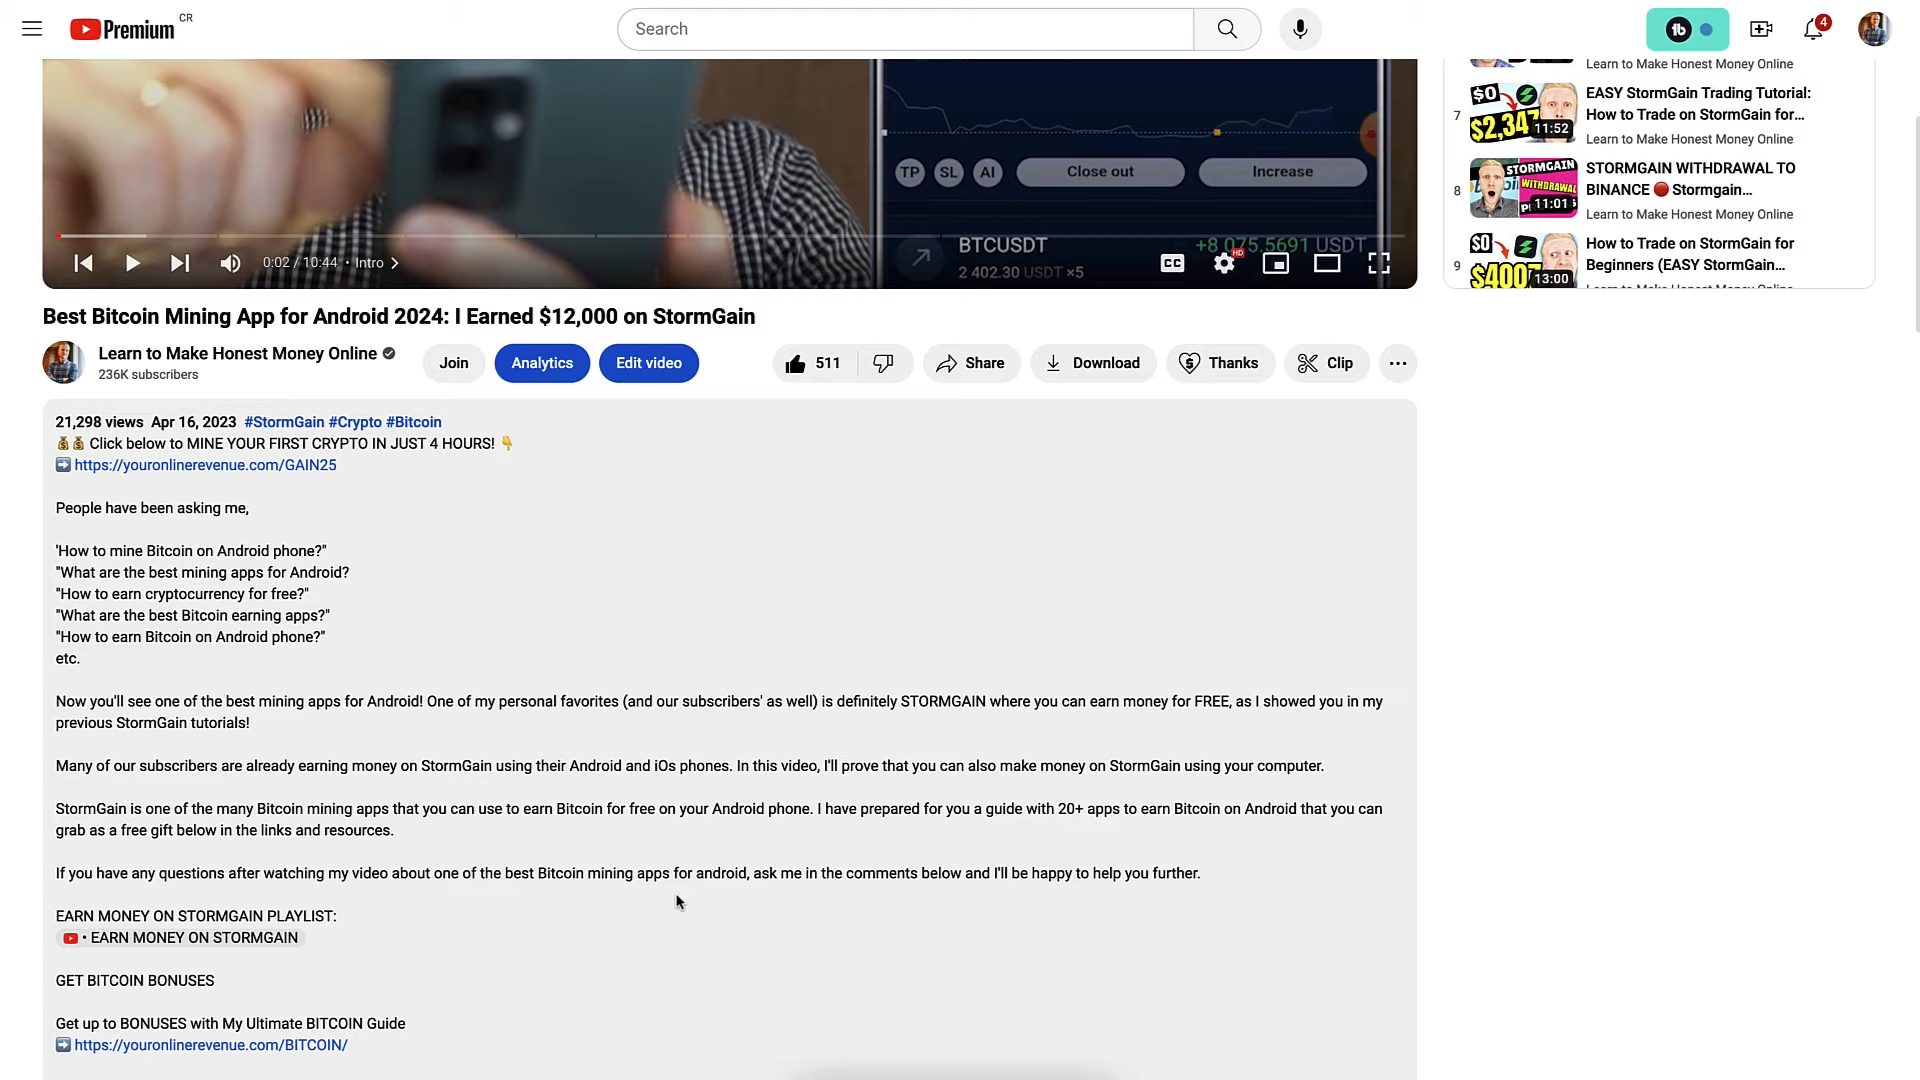 Premium CR
Search
4
TP SL AI Close out Increase
BTCUSDT +8 075.5691 USDT
2 402.30 USDT ×5
0:02 / 10:44 • Intro
CC HD
Learn to Make Honest Money Online
7
$0
$2,347
11:52
EASY StormGain Trading Tutorial:
How to Trade on StormGain for...
Learn to Make Honest Money Online
8
STORMGAIN
WITHDRAWAL
11:01
STORMGAIN WITHDRAWAL TO
BINANCE 🔴 Stormgain...
Learn to Make Honest Money Online
9
$0
$4007
13:00
How to Trade on StormGain for
Beginners (EASY StormGain...
Best Bitcoin Mining App for Android 2024: I Earned $12,000 on StormGain
Learn to Make Honest Money Online
236K subscribers
Join Analytics Edit video 511 Share Download Thanks Clip ...
21,298 views Apr 16, 2023 #StormGain #Crypto #Bitcoin
💰💰 Click below to MINE YOUR FIRST CRYPTO IN JUST 4 HOURS! 👇
➡️ https://youronlinerevenue.com/GAIN25
People have been asking me,
'How to mine Bitcoin on Android phone?"
"What are the best mining apps for Android?
"How to earn cryptocurrency for free?"
"What are the best Bitcoin earning apps?"
"How to earn Bitcoin on Android phone?"
etc.
Now you'll see one of the best mining apps for Android! One of my personal favorites (and our subscribers' as well) is definitely STORMGAIN where you can earn money for FREE, as I showed you in my
previous StormGain tutorials!
Many of our subscribers are already earning money on StormGain using their Android and iOs phones. In this video, I'll prove that you can also make money on StormGain using your computer.
StormGain is one of the many Bitcoin mining apps that you can use to earn Bitcoin for free on your Android phone. I have prepared for you a guide with 20+ apps to earn Bitcoin on Android that you can
grab as a free gift below in the links and resources.
If you have any questions after watching my video about one of the best Bitcoin mining apps for android, ask me in the comments below and I'll be happy to help you further.
EARN MONEY ON STORMGAIN PLAYLIST:
• EARN MONEY ON STORMGAIN
GET BITCOIN BONUSES
Get up to BONUSES with My Ultimate BITCOIN Guide
➡️ https://youronlinerevenue.com/BITCOIN/